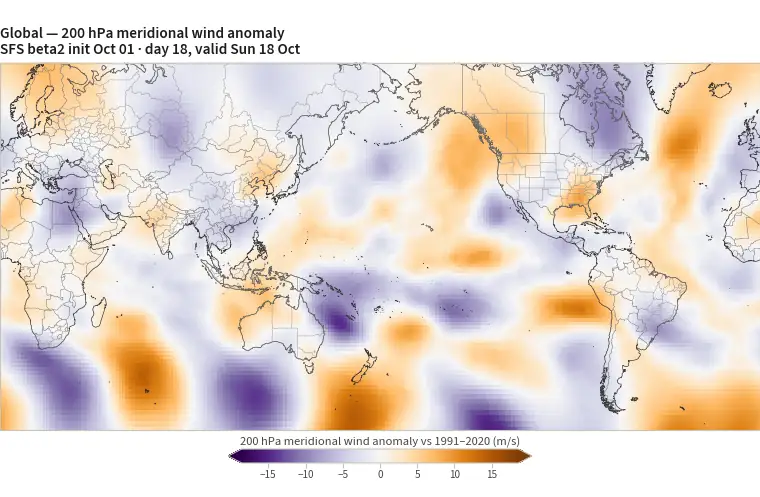 Global — 200 hPa meridional wind anomaly
SFS beta2 init Oct 01 · day 18, valid Sun 18 Oct
200 hPa meridional wind anomaly vs 1991–2020 (m/s)
−15 −10 −5 0 5 10 15